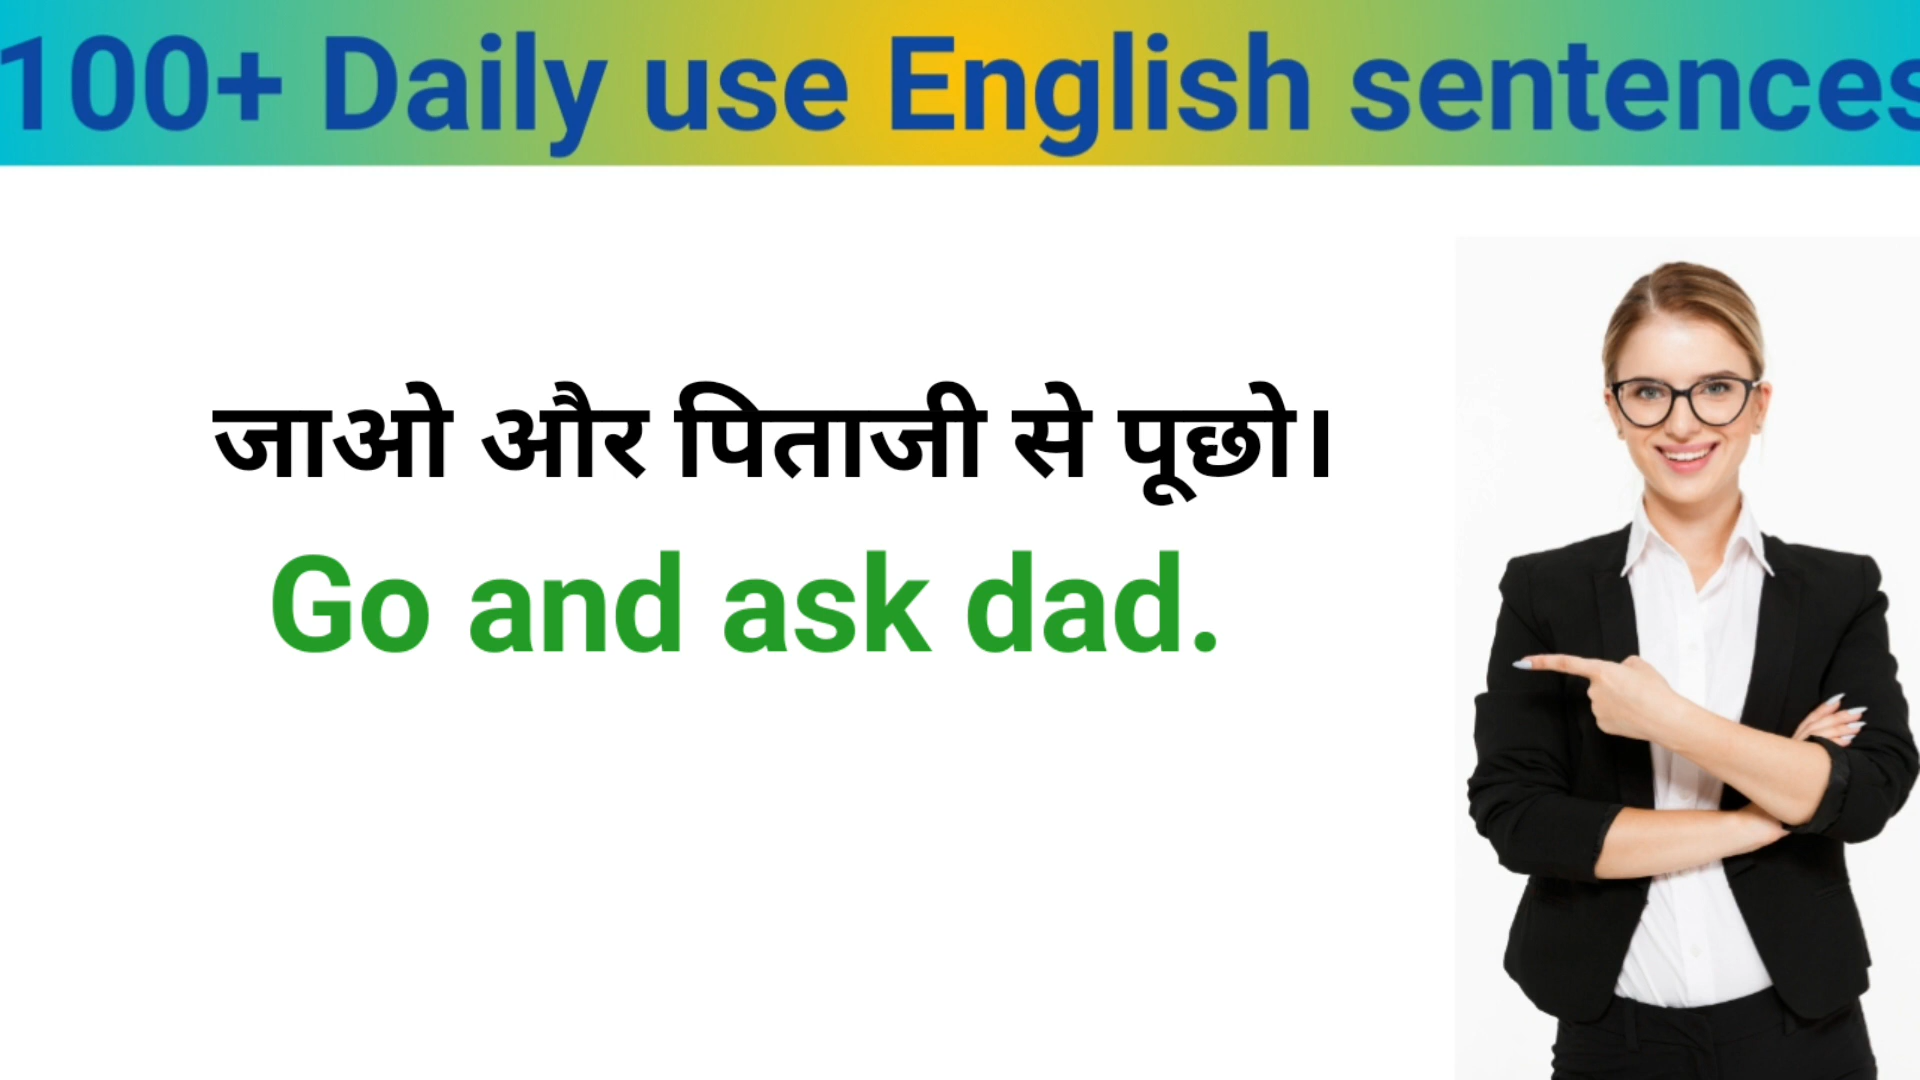 100+ Daily use English sentences
जाओ और पिताजी से पूछो।
Go and ask dad.